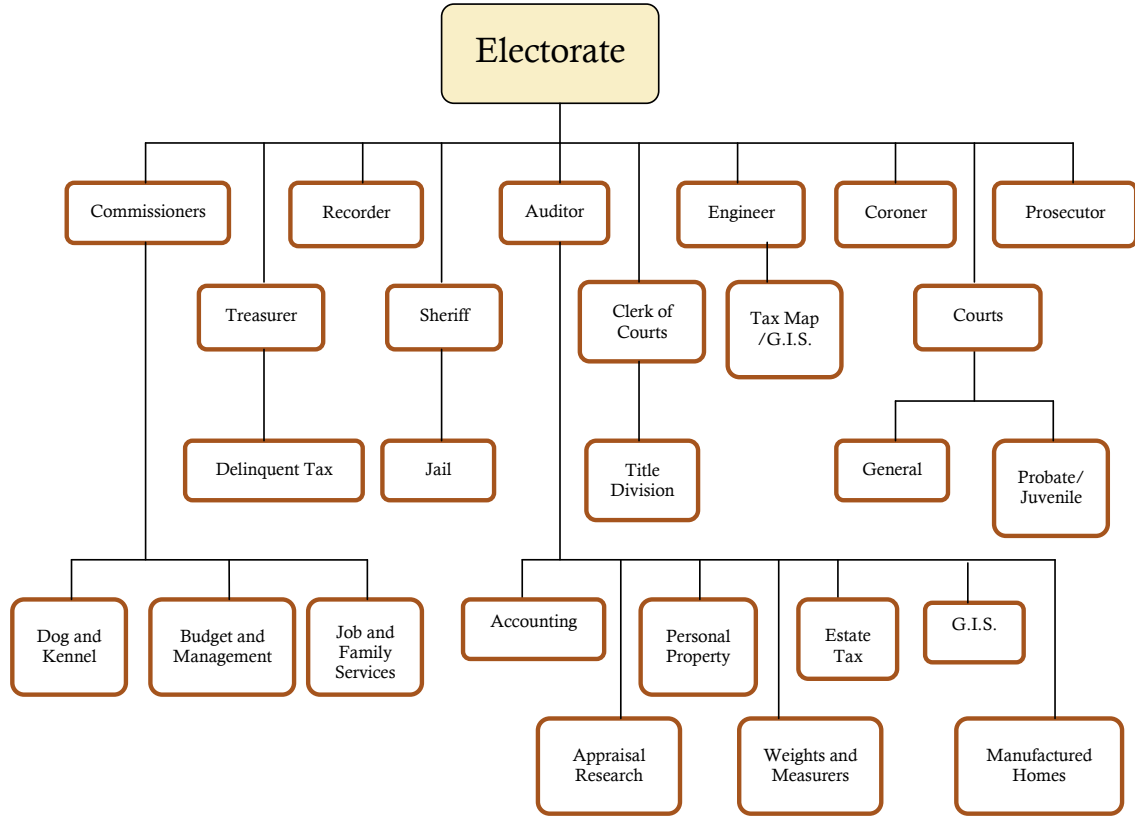 Electorate
Commissioners
Recorder
Auditor
Engineer
Coroner
Prosecutor
Treasurer
Sheriff
Clerk of
Courts
Tax Map
/G.I.S.
Courts
Delinquent Tax
Jail
Title
Division
General
Probate/
Juvenile
Dog and
Kennel
Budget and
Management
Job and
Family
Services
Accounting
Personal
Property
Estate
Tax
G.I.S.
Appraisal
Research
Weights and
Measurers
Manufactured
Homes